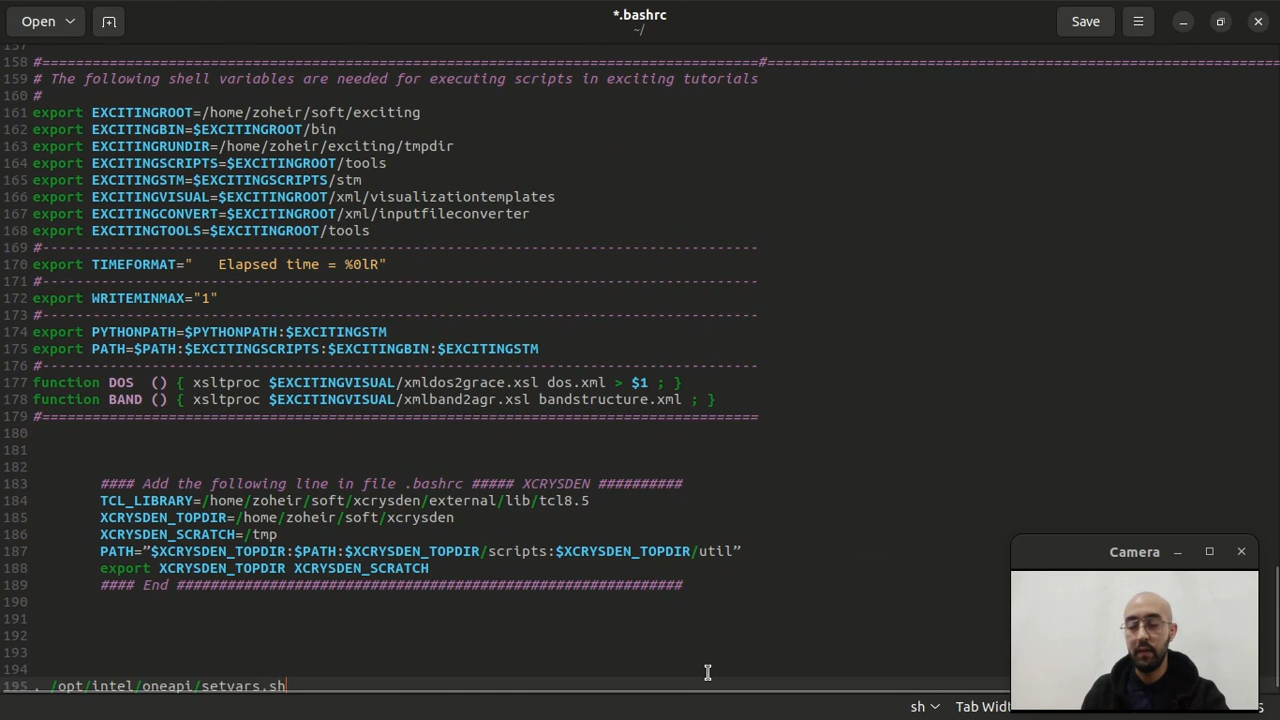 Open
*.bashrc
~/
Save
157
158 #=====================================================================================#=============================================================
159 # The following shell variables are needed for executing scripts in exciting tutorials
160 #
161 export EXCITINGROOT=/home/zoheir/soft/exciting
162 export EXCITINGBIN=$EXCITINGROOT/bin
163 export EXCITINGRUNDIR=/home/zoheir/exciting/tmpdir
164 export EXCITINGSCRIPTS=$EXCITINGROOT/tools
165 export EXCITINGSTM=$EXCITINGSCRIPTS/stm
166 export EXCITINGVISUAL=$EXCITINGROOT/xml/visualizationtemplates
167 export EXCITINGCONVERT=$EXCITINGROOT/xml/inputfileconverter
168 export EXCITINGTOOLS=$EXCITINGROOT/tools
169 #-------------------------------------------------------------------------------------
170 export TIMEFORMAT="   Elapsed time = %0lR"
171 #-------------------------------------------------------------------------------------
172 export WRITEMINMAX="1"
173 #-------------------------------------------------------------------------------------
174 export PYTHONPATH=$PYTHONPATH:$EXCITINGSTM
175 export PATH=$PATH:$EXCITINGSCRIPTS:$EXCITINGBIN:$EXCITINGSTM
176 #-------------------------------------------------------------------------------------
177 function DOS  () { xsltproc $EXCITINGVISUAL/xmldos2grace.xsl dos.xml > $1 ; }
178 function BAND () { xsltproc $EXCITINGVISUAL/xmlband2agr.xsl bandstructure.xml ; }
179 #=====================================================================================
180
181
182
183         #### Add the following line in file .bashrc ##### XCRYSDEN ##########
184         TCL_LIBRARY=/home/zoheir/soft/xcrysden/external/lib/tcl8.5
185         XCRYSDEN_TOPDIR=/home/zoheir/soft/xcrysden
186         XCRYSDEN_SCRATCH=/tmp
187         PATH=”$XCRYSDEN_TOPDIR:$PATH:$XCRYSDEN_TOPDIR/scripts:$XCRYSDEN_TOPDIR/util”
188         export XCRYSDEN_TOPDIR XCRYSDEN_SCRATCH
189         #### End ############################################################
190
191
192
193
194
195 . /opt/intel/oneapi/setvars.sh
Camera
sh
Tab Widt
S